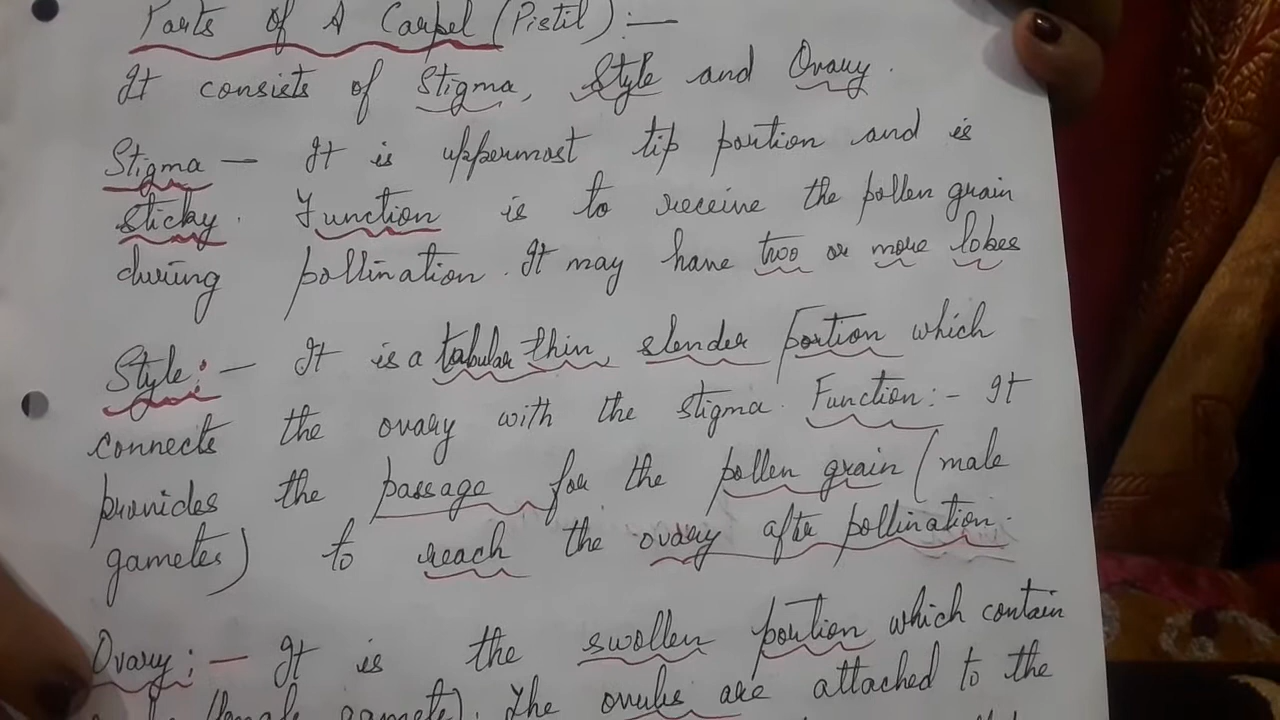 Parts of A Carpel (Pistil) :—
It consists of Stigma, Style and Ovary.
Stigma — It is uppermost tip portion and is
sticky. Function is to receive the pollen grain
during pollination. It may have two or more lobes
Style: — It is a tabular thin, slender portion which
connects the ovary with the stigma. Function:- It
provides the passage for the pollen grain (male
gametes) to reach the ovary after pollination.
Ovary: — It is the swollen portion which contain
(female gamete). The ovules are attached to the